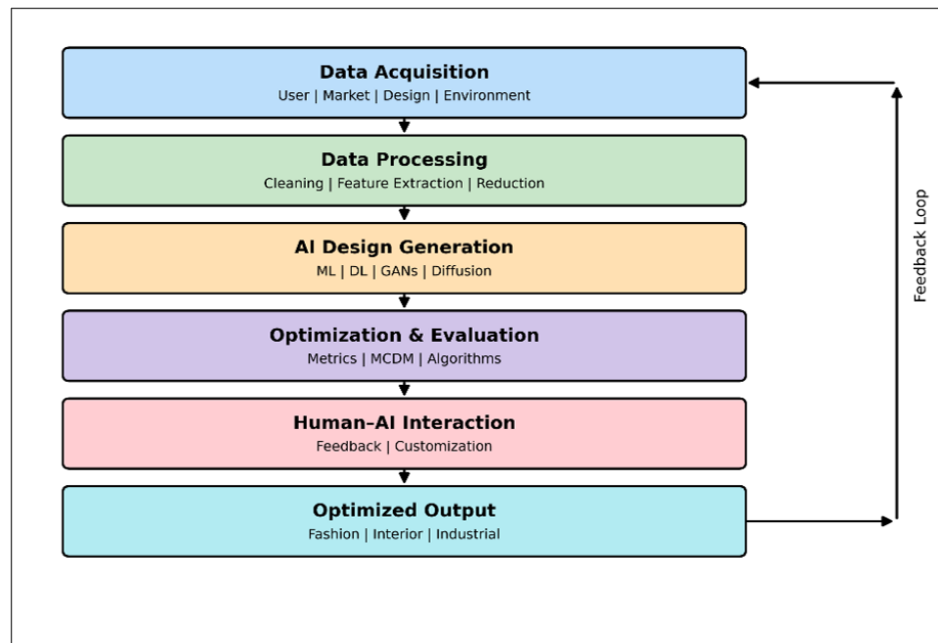 Data Acquisition
User | Market | Design | Environment
Data Processing
Cleaning | Feature Extraction | Reduction
AI Design Generation
ML | DL | GANs | Diffusion
Optimization & Evaluation
Metrics | MCDM | Algorithms
Human–AI Interaction
Feedback | Customization
Optimized Output
Fashion | Interior | Industrial
Feedback Loop